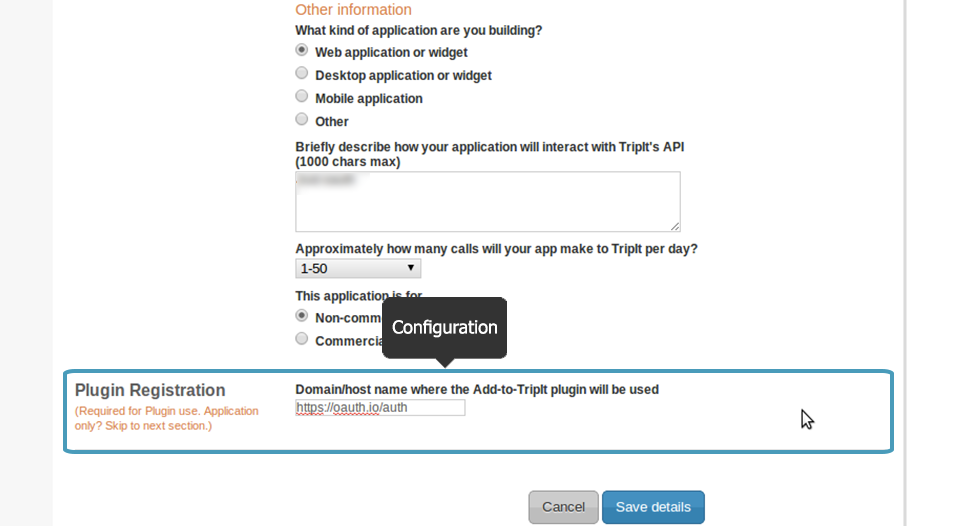 Other information
What kind of application are you building?
Web application or widget
Desktop application or widget
Mobile application
Other
Briefly describe how your application will interact with TripIt's API
(1000 chars max)
Approximately how many calls will your app make to TripIt per day?
1-50
This application is for
Non-comm
Configuration
Commercia
Plugin Registration
(Required for Plugin use. Application
only? Skip to next section.)
Domain/host name where the Add-to-TripIt plugin will be used
https://oauth.io/auth
Cancel
Save details